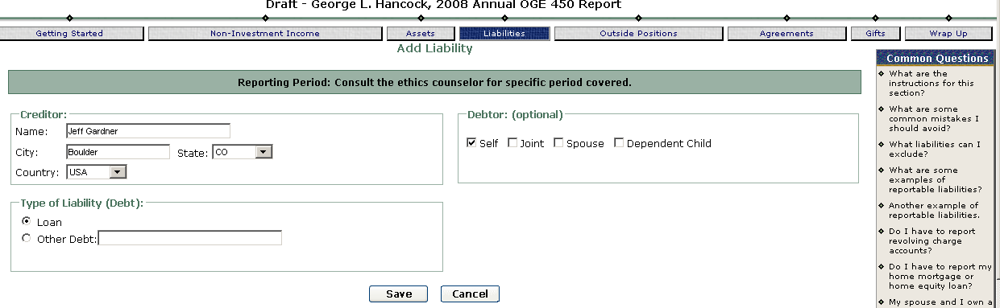 Draft - George L. Hancock, 2008 Annual OGE 450 Report
Getting Started Non-Investment Income Assets Liabilities Outside Positions Agreements Gifts Wrap Up
Add Liability
Reporting Period: Consult the ethics counselor for specific period covered.
Creditor:
Name: Jeff Gardner
City: Boulder State: CO
Country: USA
Debtor: (optional)
Self Joint Spouse Dependent Child
Type of Liability (Debt):
Loan
Other Debt:
Save Cancel
Common Questions
What are the
instructions for this
section?
What are some
common mistakes I
should avoid?
What liabilities can I
exclude?
What are some
examples of
reportable liabilities?
Another example of
reportable liabilities.
Do I have to report
revolving charge
accounts?
Do I have to report my
home mortgage or
home equity loan?
My spouse and I own a